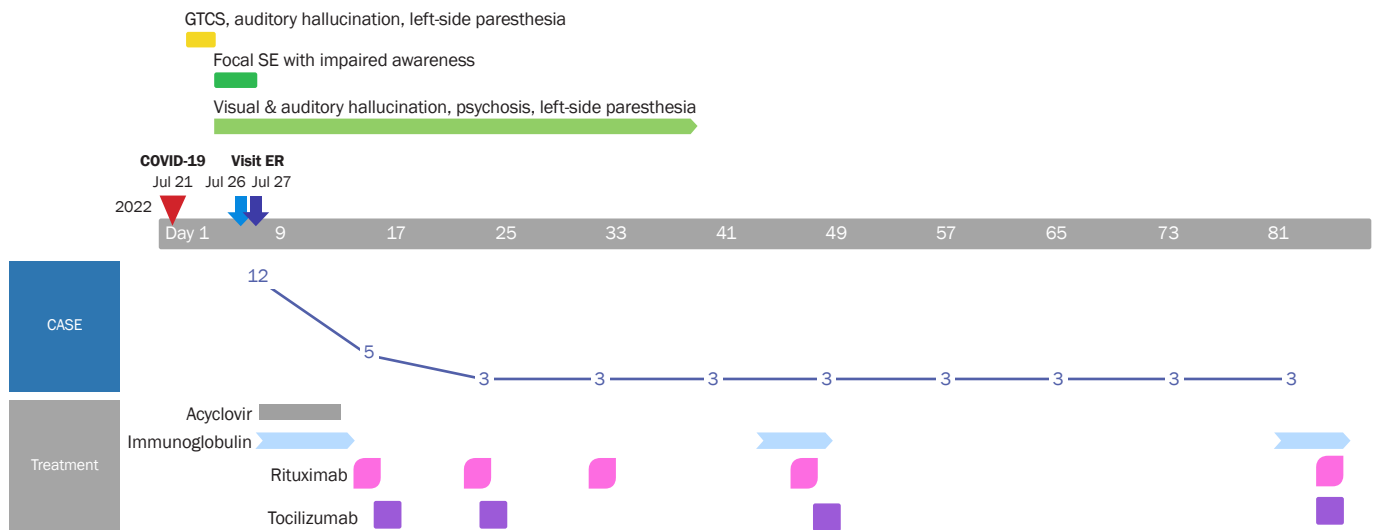 GTCS, auditory hallucination, left-side paresthesia
Focal SE with impaired awareness
Visual & auditory hallucination, psychosis, left-side paresthesia
COVID-19 Visit ER
Jul 21 Jul 26 Jul 27
2022
Day 1 9 17 25 33 41 49 57 65 73 81
12
CASE
5
3 3 3 3 3 3 3 3
Acyclovir
Immunoglobulin
Treatment
Rituximab
Tocilizumab